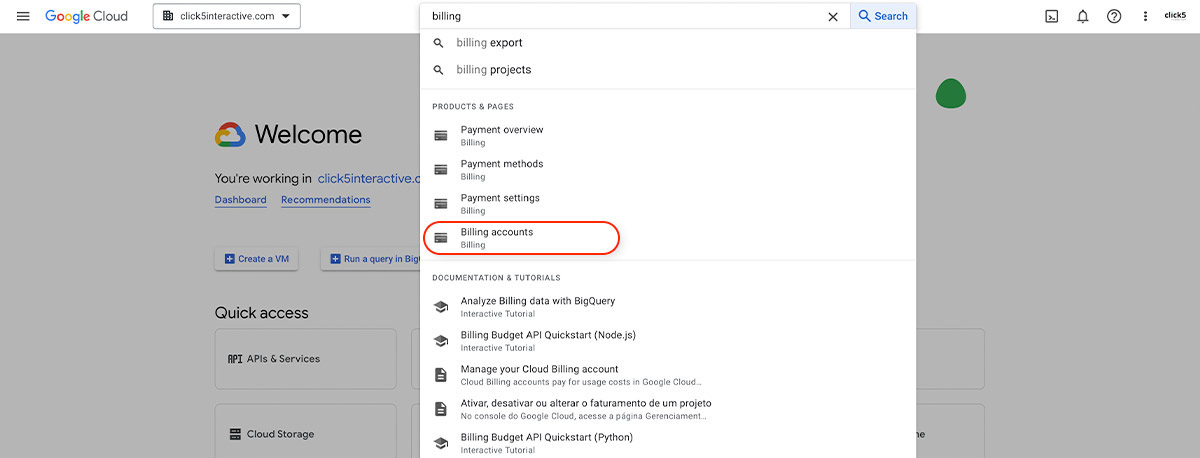 Google Cloud
click5interactive.com
billing
Search
click5
billing export
billing projects
PRODUCTS & PAGES
Payment overview
Billing
Payment methods
Billing
Payment settings
Billing
Billing accounts
Billing
DOCUMENTATION & TUTORIALS
Analyze Billing data with BigQuery
Interactive Tutorial
Billing Budget API Quickstart (Node.js)
Interactive Tutorial
Manage your Cloud Billing account
Cloud Billing accounts pay for usage costs in Google Cloud...
Ativar, desativar ou alterar o faturamento de um projeto
No console do Google Cloud, acesse a página Gerenciament...
Billing Budget API Quickstart (Python)
Interactive Tutorial
Welcome
You're working in click5interactive.c
Dashboard
Recommendations
Create a VM
Run a query in Big
Quick access
API APIs & Services
Cloud Storage